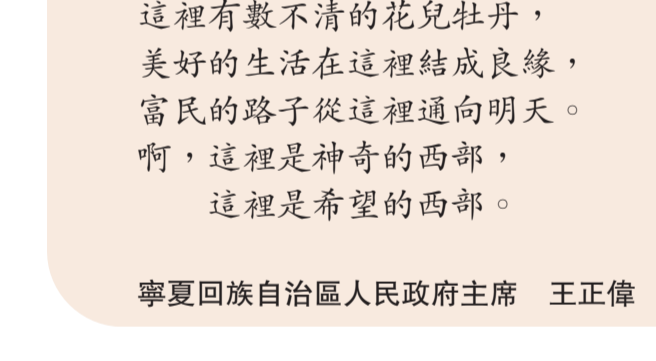 這裡有數不清的花兒牡丹，
美好的生活在這裡結成良緣，
富民的路子從這裡通向明天。
啊，這裡是神奇的西部，
這裡是希望的西部。
寧夏回族自治區人民政府主席　王正偉